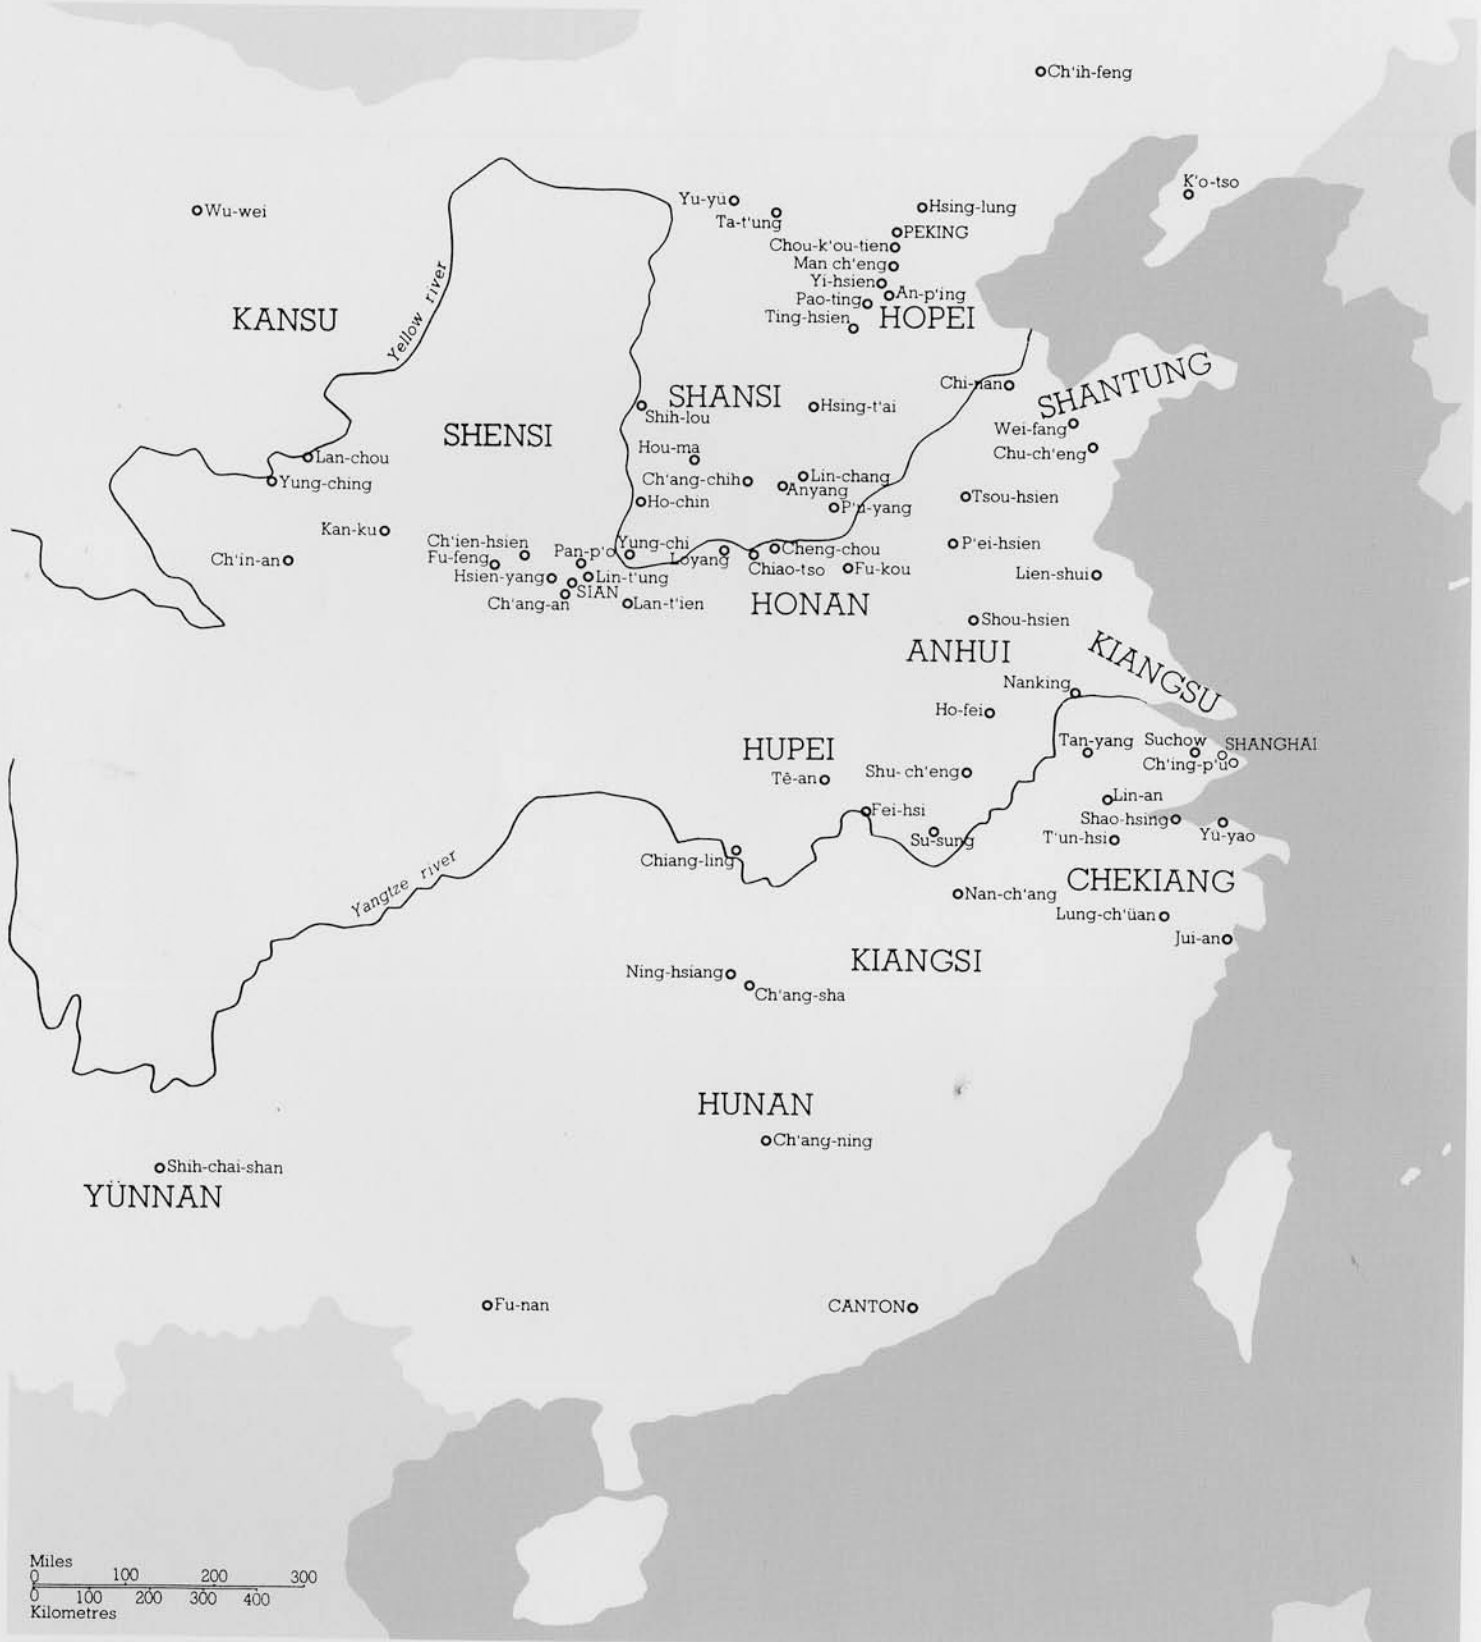 Ch'ih-feng
K'o-tso
Wu-wei
Yu-yü
Ta-t'ung
Hsing-lung
PEKING
Chou-k'ou-tien
Man ch'eng
Yi-hsien
An-p'ing
Pao-ting
Ting-hsien
HOPEI
KANSU
Yellow river
Chi-nan
SHANTUNG
SHANSI
Hsing-t'ai
Shih-lou
Wei-fang
SHENSI
Hou-ma
Chu-ch'eng
Lan-chou
Yung-ching
Ch'ang-chih
Lin-chang
Anyang
Ho-chin
P'u-yang
Tsou-hsien
Kan-ku
Ch'in-an
Ch'ien-hsien
Fu-feng
Pan-p'o
Yung-chi
Loyang
Cheng-chou
Chiao-tso
Fu-kou
P'ei-hsien
Lien-shui
Hsien-yang
Lin-t'ung
SIAN
Ch'ang-an
Lan-t'ien
HONAN
Shou-hsien
ANHUI
KIANGSU
Nanking
Ho-fei
HUPEI
Tê-an
Shu-ch'eng
Tan-yang
Suchow
SHANGHAI
Ch'ing-p'u
Lin-an
Fei-hsi
Shao-hsing
Su-sung
T'un-hsi
Yü-yao
Chiang-ling
Yangtze river
CHEKIANG
Nan-ch'ang
Lung-ch'üan
Jui-an
KIANGSI
Ning-hsiang
Ch'ang-sha
HUNAN
Ch'ang-ning
Shih-chai-shan
YÜNNAN
Fu-nan
CANTON
Miles
0 100 200 300
0 100 200 300 400
Kilometres